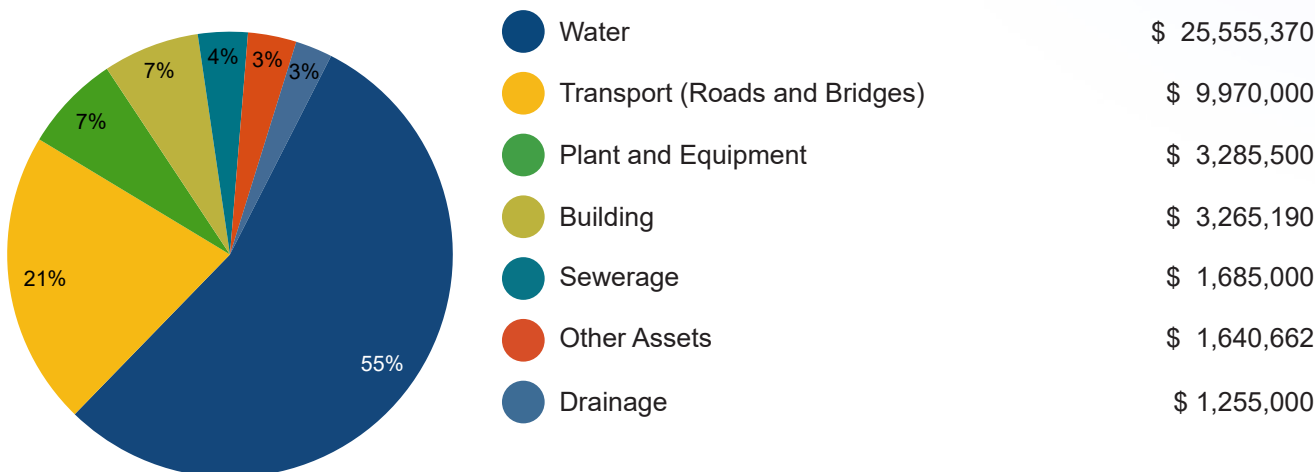 4%
3%
3%
7%
7%
21%
55%
Water $ 25,555,370
Transport (Roads and Bridges) $ 9,970,000
Plant and Equipment $ 3,285,500
Building $ 3,265,190
Sewerage $ 1,685,000
Other Assets $ 1,640,662
Drainage $ 1,255,000